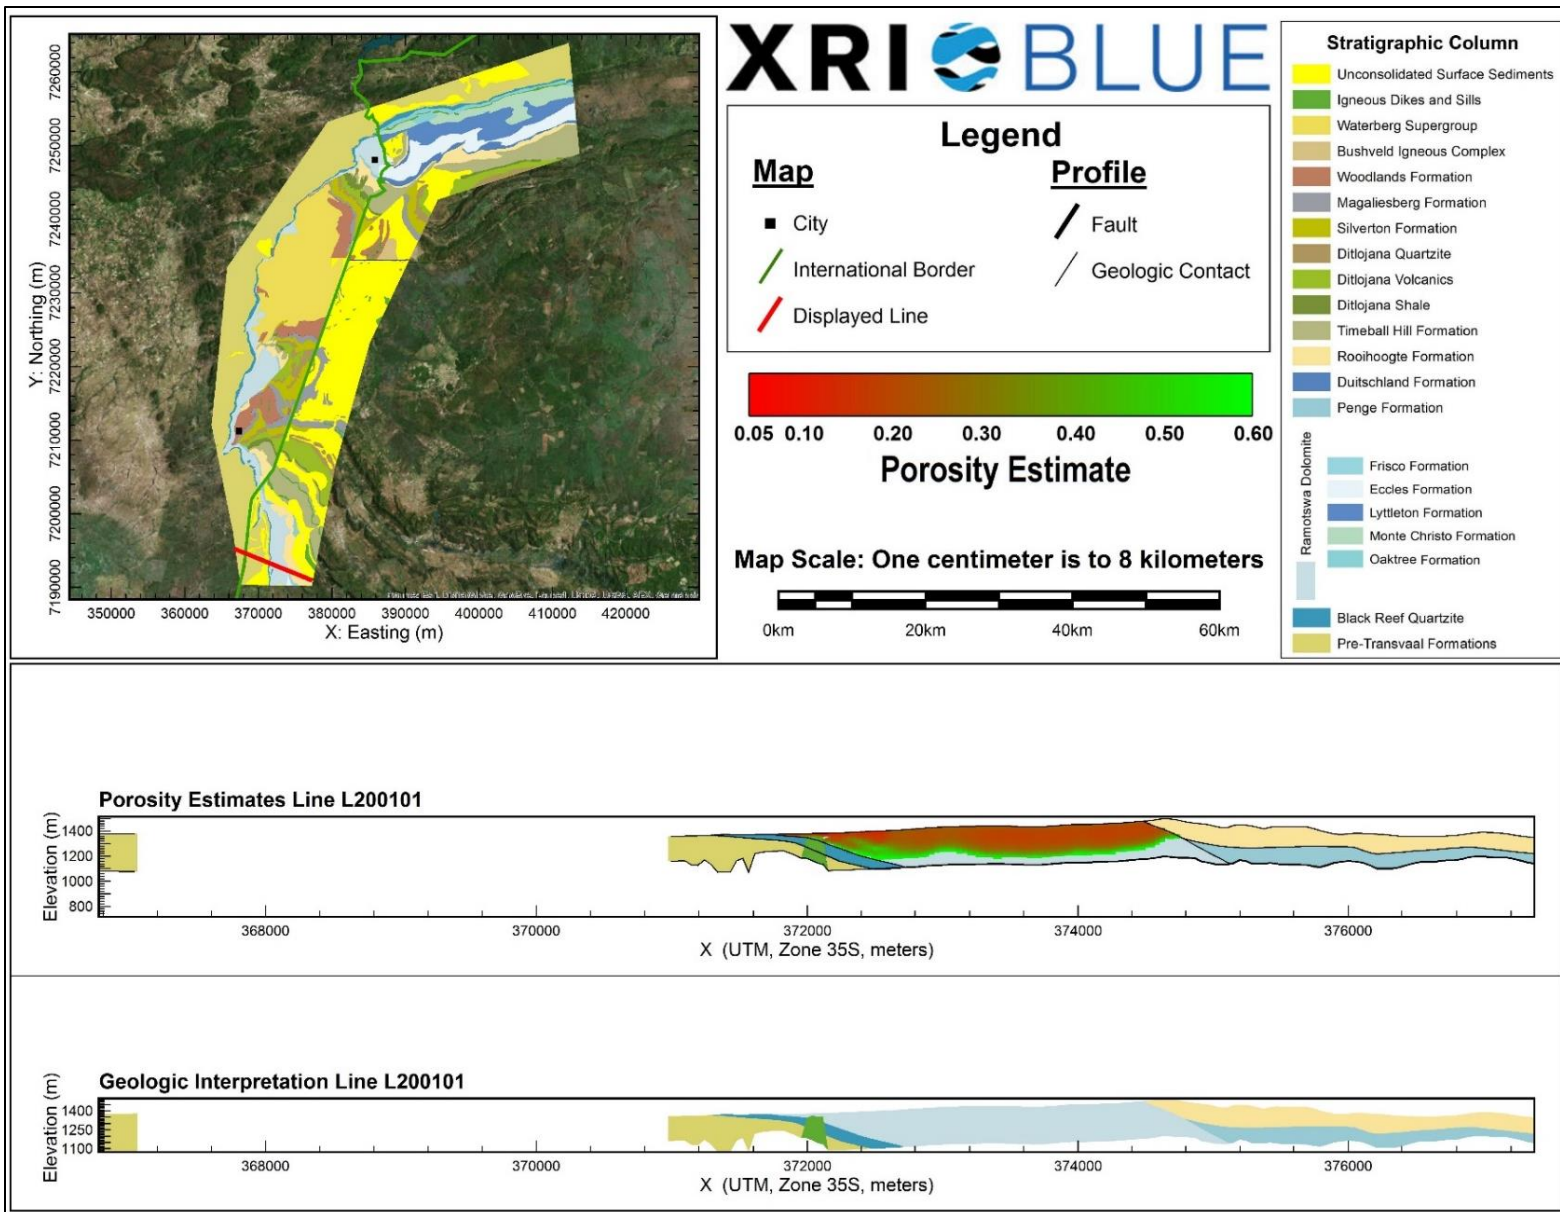 7260000
7250000
7240000
7230000
7220000
7210000
7200000
7190000
Y: Northing (m)
350000 360000 370000 380000 390000 400000 410000 420000
X: Easting (m)
XRI BLUE
Legend
Map
City
International Border
Displayed Line
Profile
Fault
Geologic Contact
0.05 0.10 0.20 0.30 0.40 0.50 0.60
Porosity Estimate
Map Scale: One centimeter is to 8 kilometers
0km 20km 40km 60km
Stratigraphic Column
Unconsolidated Surface Sediments
Igneous Dikes and Sills
Waterberg Supergroup
Bushveld Igneous Complex
Woodlands Formation
Magaliesberg Formation
Silverton Formation
Ditlojana Quartzite
Ditlojana Volcanics
Ditlojana Shale
Timeball Hill Formation
Rooihoogte Formation
Duitschland Formation
Penge Formation
Ramotswa Dolomite
Frisco Formation
Eccles Formation
Lyttleton Formation
Monte Christo Formation
Oaktree Formation
Black Reef Quartzite
Pre-Transvaal Formations
Porosity Estimates Line L200101
Elevation (m)
1400
1200
1000
800
368000 370000 372000 374000 376000
X (UTM, Zone 35S, meters)
Geologic Interpretation Line L200101
Elevation (m)
1400
1250
1100
368000 370000 372000 374000 376000
X (UTM, Zone 35S, meters)